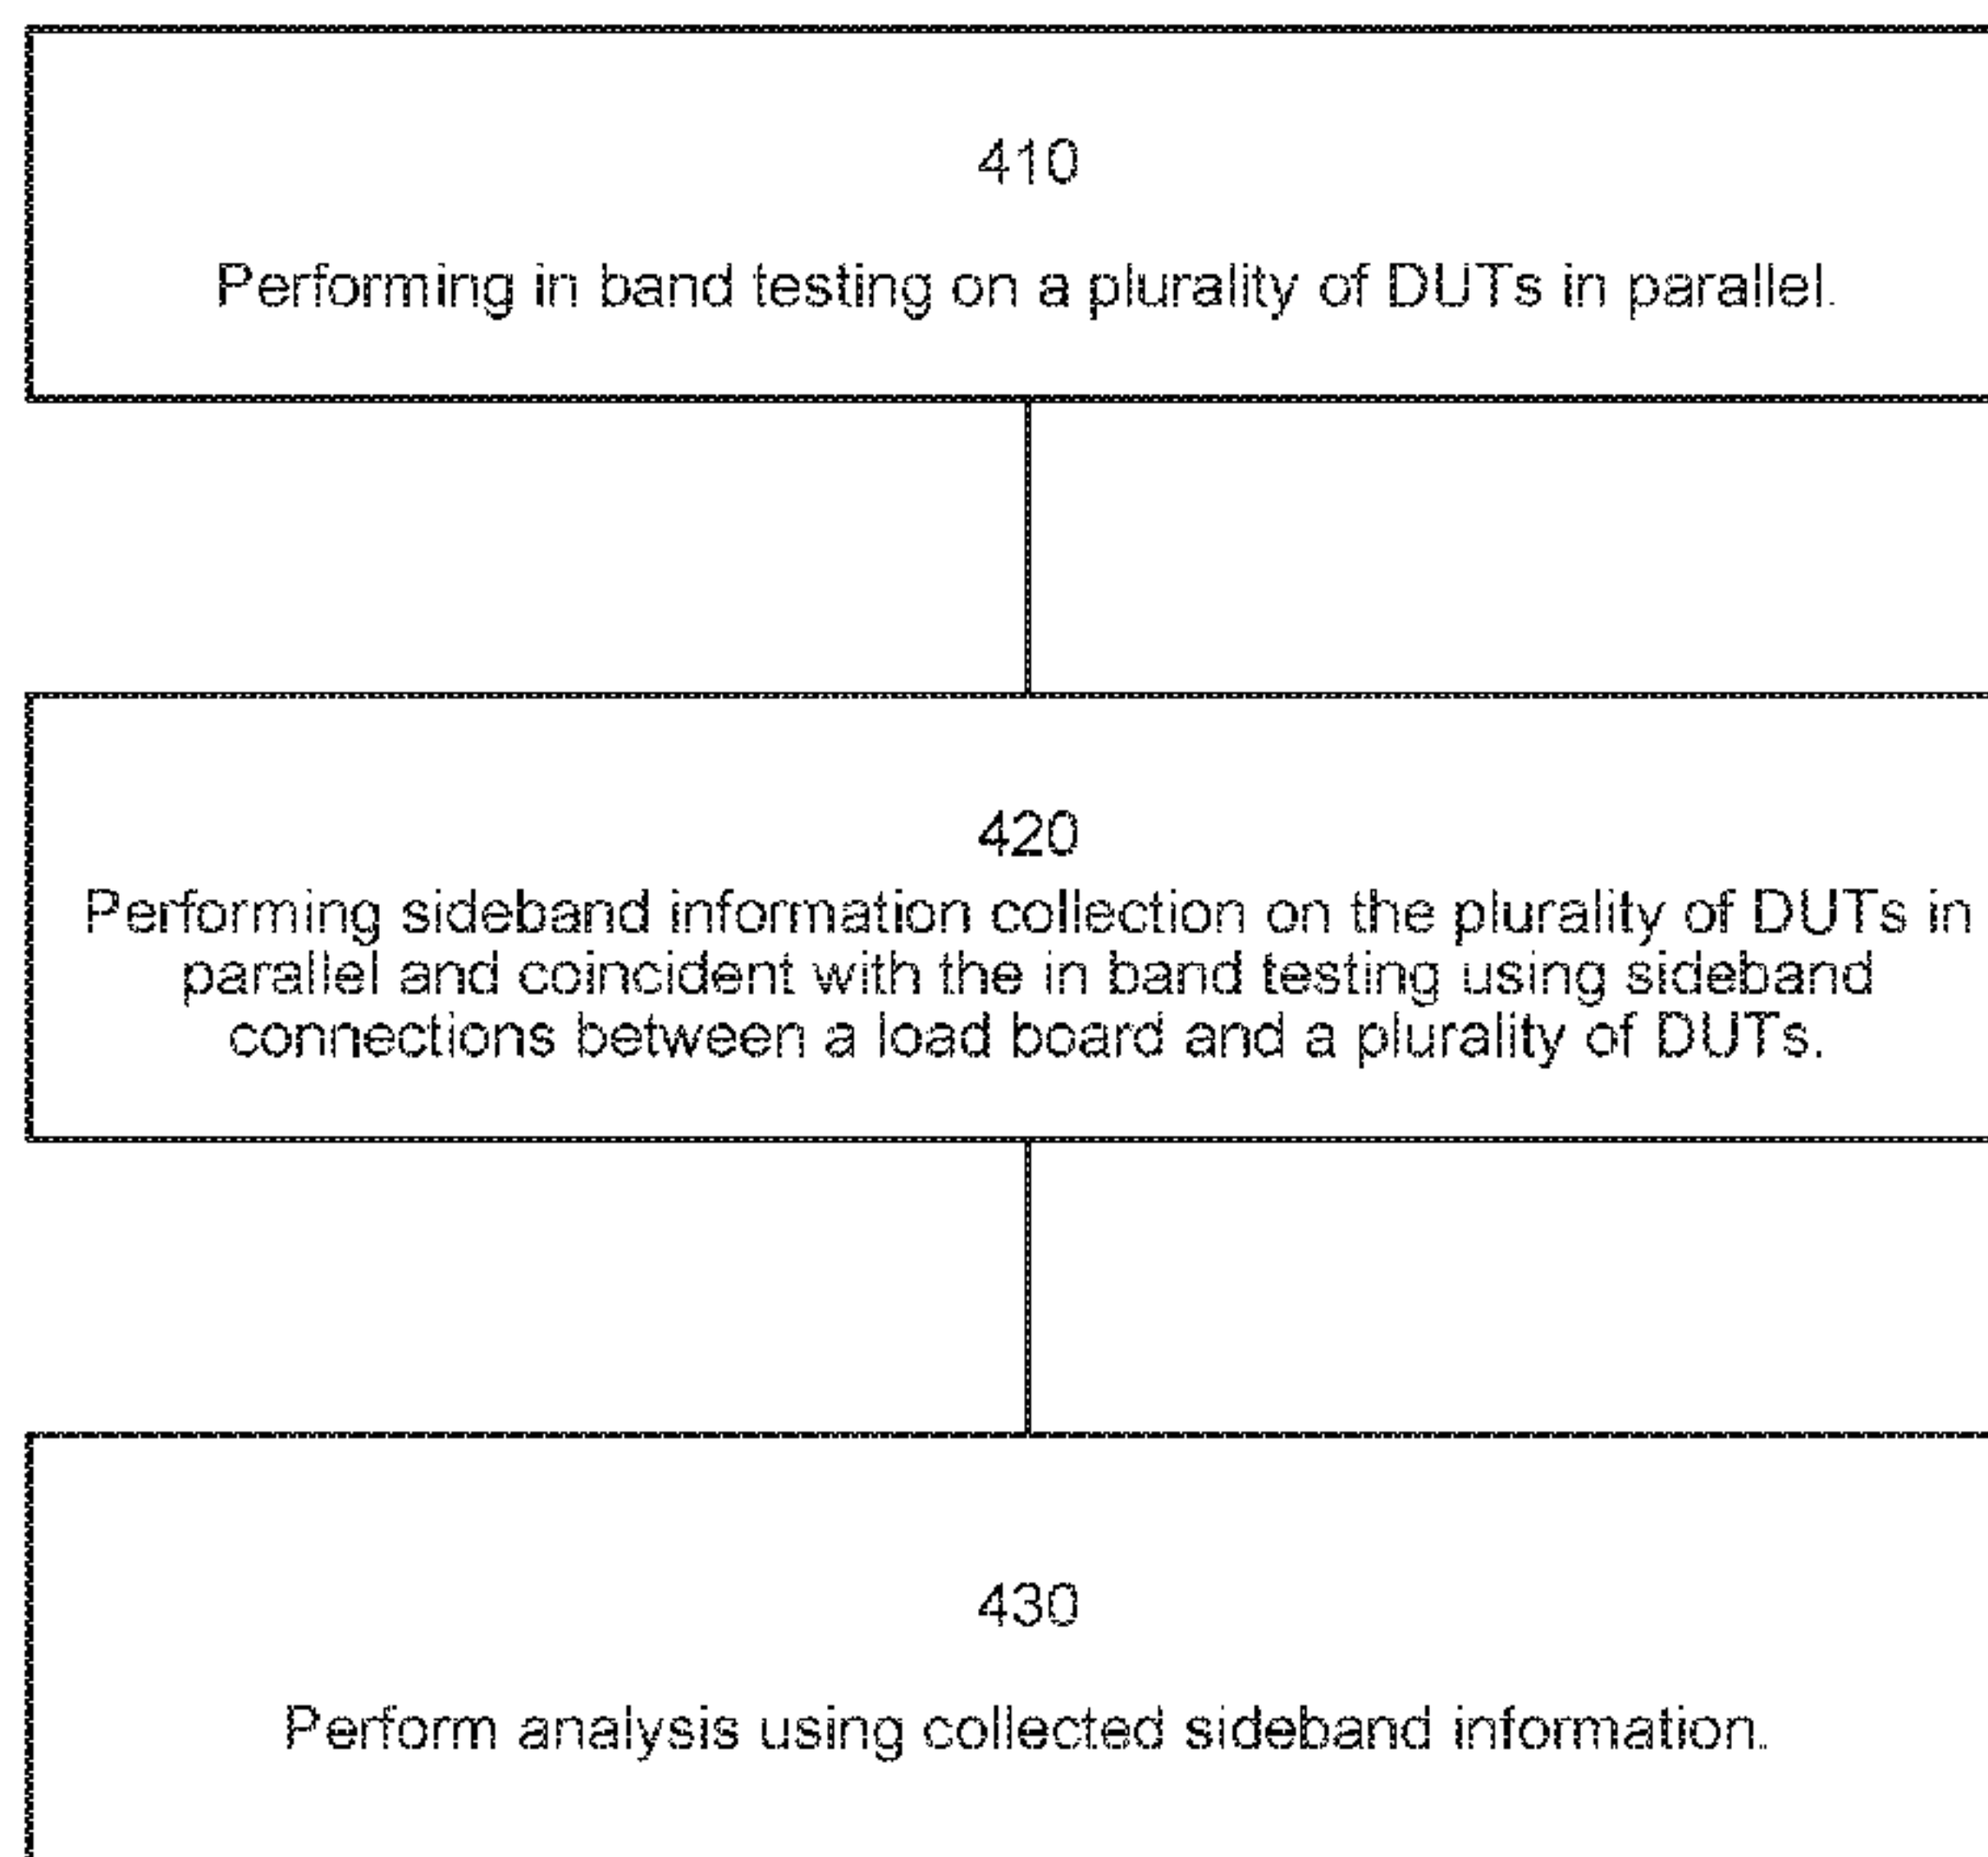 410
Performing in band testing on a plurality of DUTs in parallel.
420
Performing sideband information collection on the plurality of DUTs in
parallel and coincident with the in band testing using sideband
connections between a load board and a plurality of DUTs.
430
Perform analysis using collected sideband information.